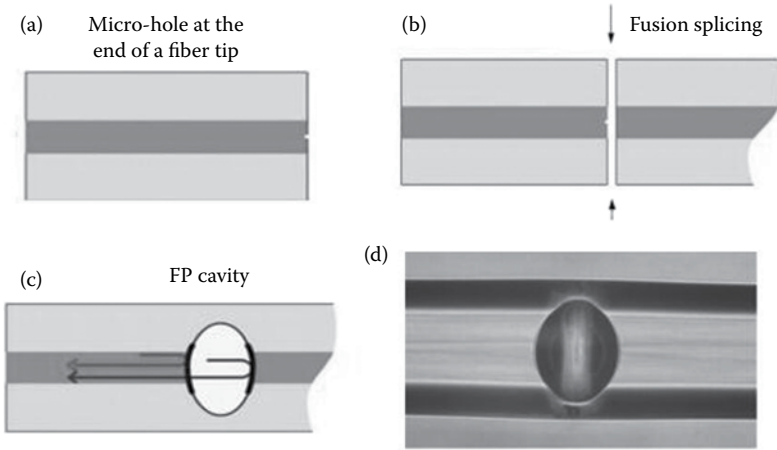 (a)
Micro-hole at the
end of a fiber tip
(b)
Fusion splicing
(c)
FP cavity
(d)